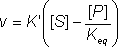 v = K'([S] − [P]/K_eq)